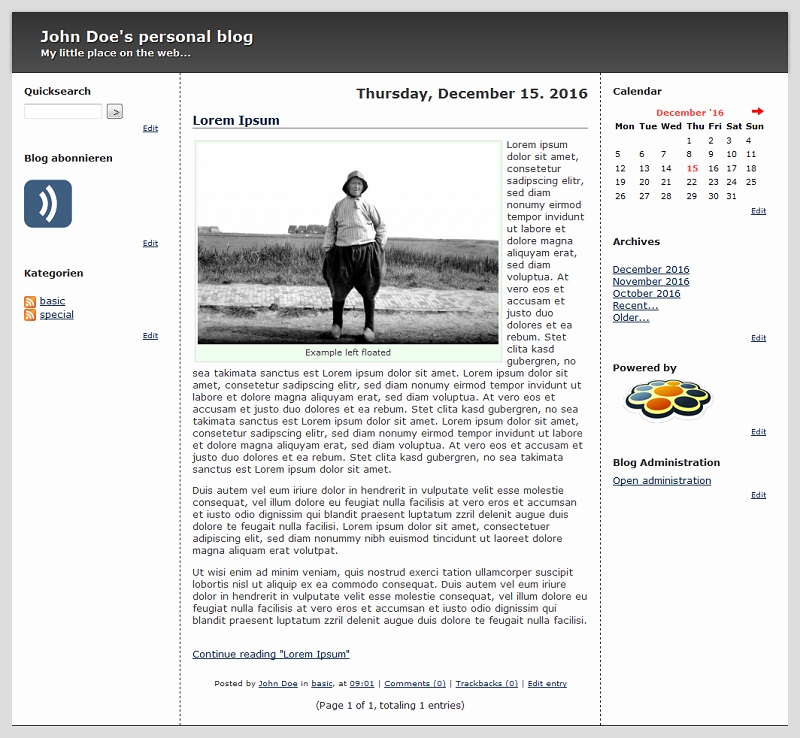 John Doe's personal blog
My little place on the web...
Quicksearch
>
Edit
Blog abonnieren
Edit
Kategorien
basic
special
Edit
Thursday, December 15. 2016
Lorem Ipsum
Example left floated
Lorem ipsum
dolor sit amet,
consetetur
sadipscing elitr,
sed diam
nonumy eirmod
tempor invidunt
ut labore et
dolore magna
aliquyam erat,
sed diam
voluptua. At
vero eos et
accusam et
justo duo
dolores et ea
rebum. Stet
clita kasd
gubergren, no
sea takimata sanctus est Lorem ipsum dolor sit amet. Lorem ipsum dolor sit
amet, consetetur sadipscing elitr, sed diam nonumy eirmod tempor invidunt ut
labore et dolore magna aliquyam erat, sed diam voluptua. At vero eos et
accusam et justo duo dolores et ea rebum. Stet clita kasd gubergren, no sea
takimata sanctus est Lorem ipsum dolor sit amet. Lorem ipsum dolor sit amet,
consetetur sadipscing elitr, sed diam nonumy eirmod tempor invidunt ut labore
et dolore magna aliquyam erat, sed diam voluptua. At vero eos et accusam et
justo duo dolores et ea rebum. Stet clita kasd gubergren, no sea takimata
sanctus est Lorem ipsum dolor sit amet.
Duis autem vel eum iriure dolor in hendrerit in vulputate velit esse molestie
consequat, vel illum dolore eu feugiat nulla facilisis at vero eros et accumsan
et iusto odio dignissim qui blandit praesent luptatum zzril delenit augue duis
dolore te feugait nulla facilisi. Lorem ipsum dolor sit amet, consectetuer
adipiscing elit, sed diam nonummy nibh euismod tincidunt ut laoreet dolore
magna aliquam erat volutpat.
Ut wisi enim ad minim veniam, quis nostrud exerci tation ullamcorper suscipit
lobortis nisl ut aliquip ex ea commodo consequat. Duis autem vel eum iriure
dolor in hendrerit in vulputate velit esse molestie consequat, vel illum dolore eu
feugiat nulla facilisis at vero eros et accumsan et iusto odio dignissim qui
blandit praesent luptatum zzril delenit augue duis dolore te feugait nulla facilisi.
Continue reading "Lorem Ipsum"
Posted by John Doe in basic, at 09:01 | Comments (0) | Trackbacks (0) | Edit entry
(Page 1 of 1, totaling 1 entries)
Calendar
December '16
Mon Tue Wed Thu Fri Sat Sun
1 2 3 4
5 6 7 8 9 10 11
12 13 14 15 16 17 18
19 20 21 22 23 24 25
26 27 28 29 30 31
Edit
Archives
December 2016
November 2016
October 2016
Recent...
Older...
Edit
Powered by
Edit
Blog Administration
Open administration
Edit